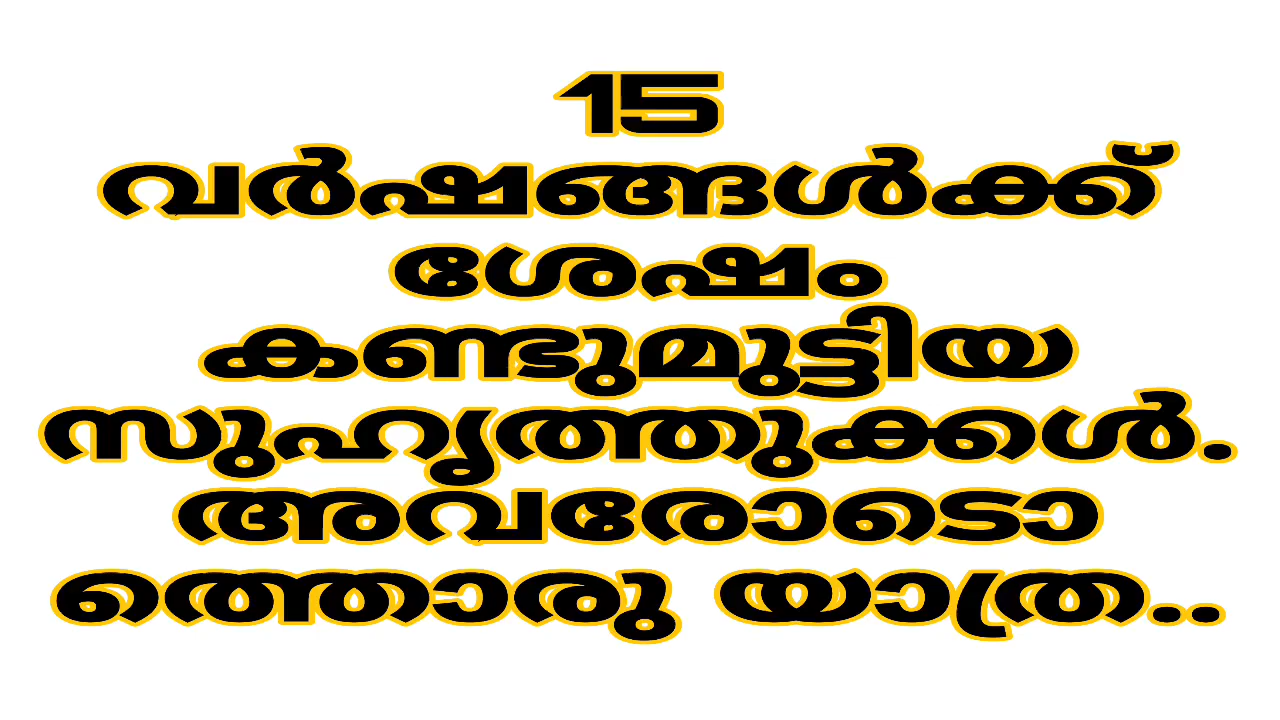 15
വർഷങ്ങൾക്ക്
ശേഷം
കണ്ടുമുട്ടിയ
സുഹൃത്തുക്കൾ.
അവരോടൊ
ത്തൊരു യാത്ര..